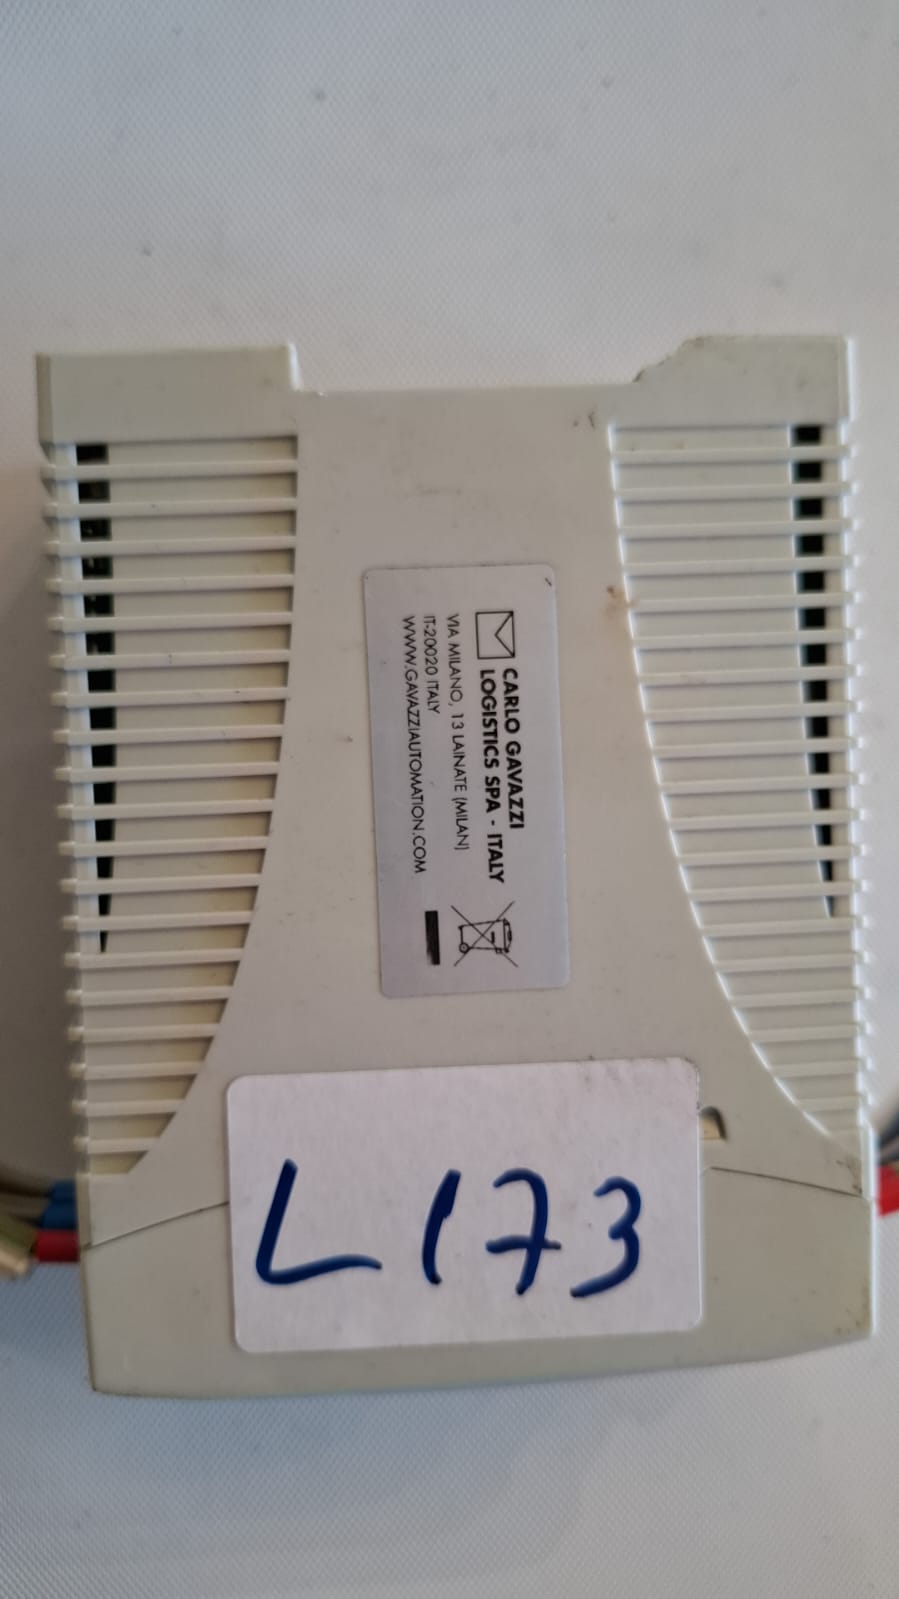 CARLO GAVAZZI
LOGISTICS SPA - ITALY
VIA MILANO, 13 LAINATE (MILAN)
IT-20020 ITALY
WWW.GAVAZZIAUTOMATION.COM
L173